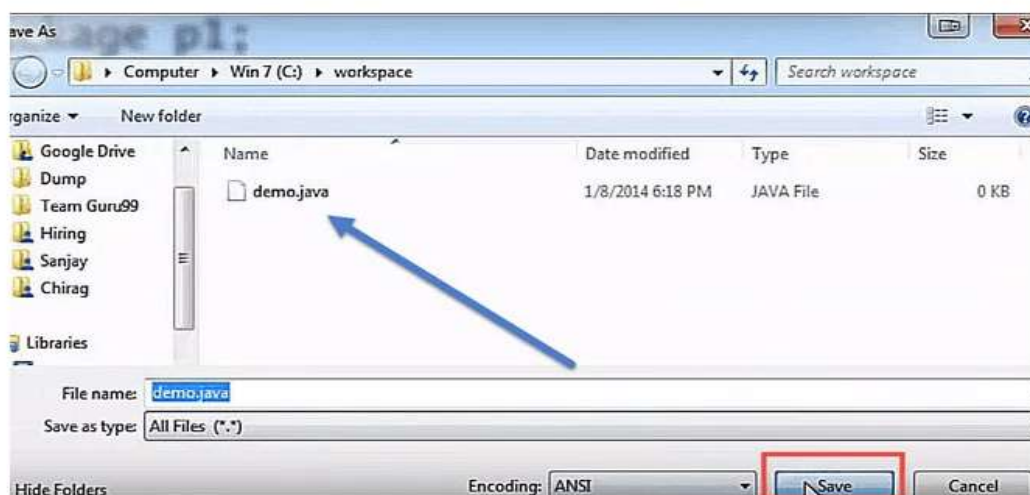 ave As
kage p1;
Computer Win 7 (C:) workspace
Search workspace
rganize New folder
Name Date modified Type Size
Google Drive
Dump
Team Guru99
Hiring
Sanjay
Chirag
Libraries
demo.java 1/8/2014 6:18 PM JAVA File 0 KB
File name: demo.java
Save as type: All Files (*.*)
Hide Folders Encoding: ANSI Save Cancel